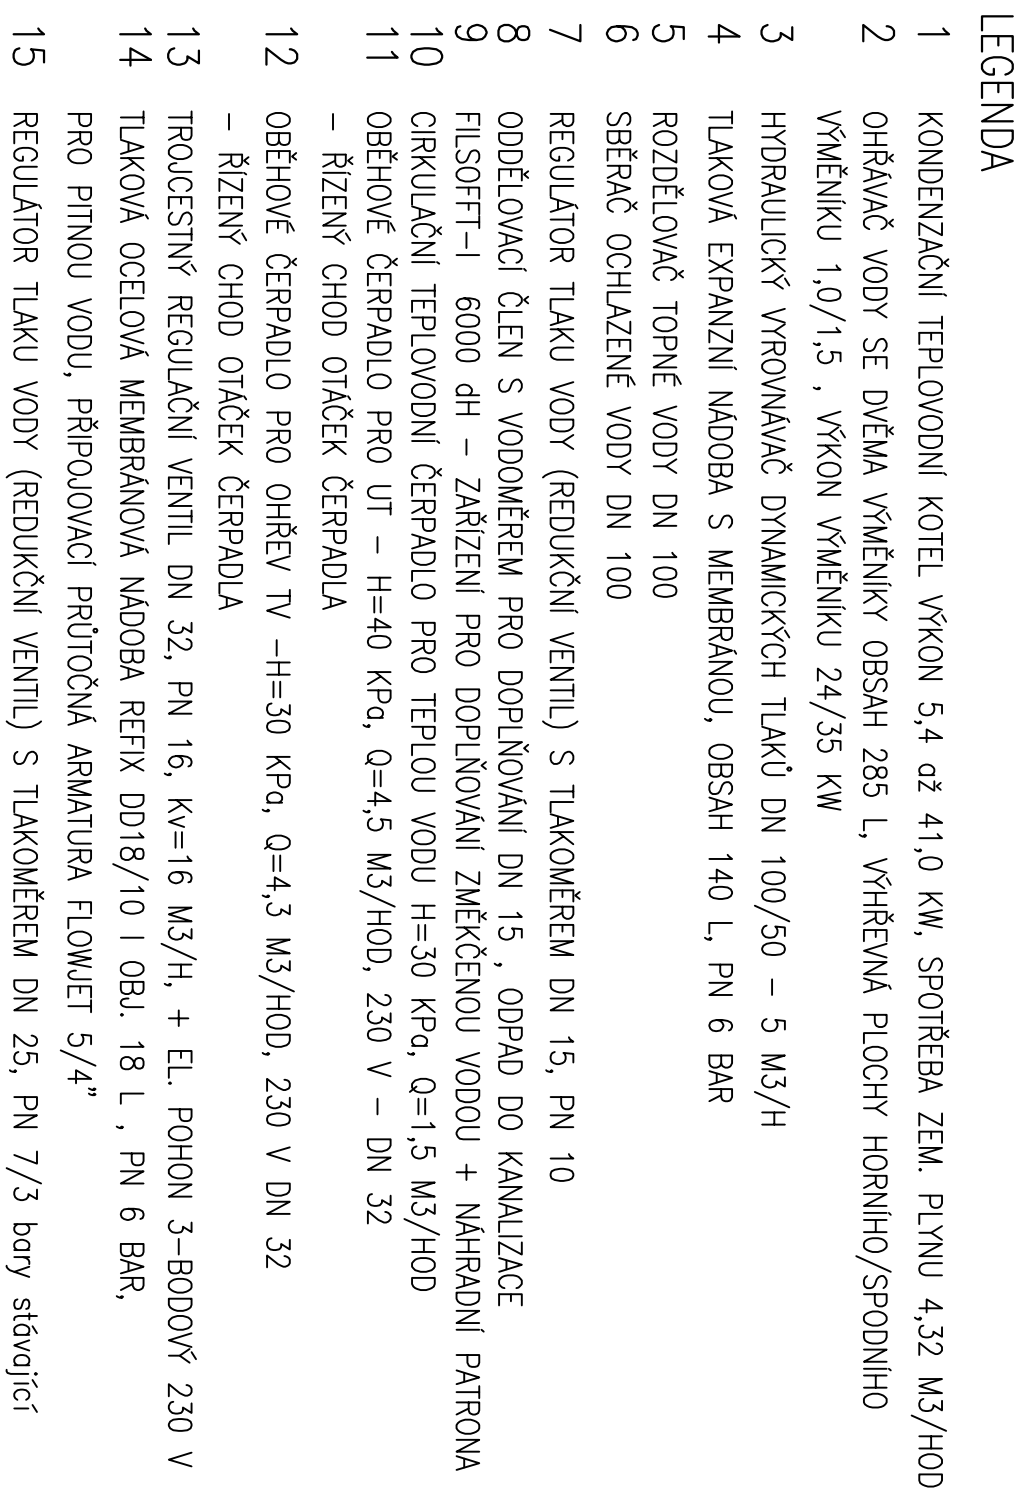 LEGENDA
1 KONDENZAČNÍ TEPLOVODNÍ KOTEL VÝKON 5,4 až 41,0 KW, SPOTŘEBA ZEM. PLYNU 4,32 M3/HOD
2 OHŘÁVAČ VODY SE DVĚMA VÝMĚNÍKY OBSAH 285 L, VÝHŘEVNÁ PLOCHY HORNÍHO/SPODNÍHO
VÝMĚNÍKU 1,0/1,5 , VÝKON VÝMĚNÍKU 24/35 KW
3 HYDRAULICKÝ VYROVNÁVAČ DYNAMICKÝCH TLAKŮ DN 100/50 - 5 M3/H
4 TLAKOVÁ EXPANZNÍ NÁDOBA S MEMBRÁNOU, OBSAH 140 L, PN 6 BAR
5 ROZDĚLOVAČ TOPNÉ VODY DN 100
6 SBĚRAČ OCHLAZENÉ VODY DN 100
7 REGULÁTOR TLAKU VODY (REDUKČNÍ VENTIL) S TLAKOMĚREM DN 15, PN 10
8 ODDĚLOVACÍ ČLEN S VODOMĚREM PRO DOPLŇOVÁNÍ DN 15 , ODPAD DO KANALIZACE
9 FILSOFFT-I 6000 dH - ZAŘÍZENÍ PRO DOPLŇOVÁNÍ ZMĚKČENOU VODOU + NÁHRADNÍ PATRONA
10 CIRKULAČNÍ TEPLOVODNÍ ČERPADLO PRO TEPLOU VODU H=30 KPa, Q=1,5 M3/HOD
11 OBĚHOVÉ ČERPADLO PRO UT - H=40 KPa, Q=4,5 M3/HOD, 230 V - DN 32
- ŘÍZENÝ CHOD OTÁČEK ČERPADLA
12 OBĚHOVÉ ČERPADLO PRO OHŘEV TV -H=30 KPa, Q=4,3 M3/HOD, 230 V DN 32
- ŘÍZENÝ CHOD OTÁČEK ČERPADLA
13 TROJCESTNÝ REGULAČNÍ VENTIL DN 32, PN 16, Kv=16 M3/H, + EL. POHON 3-BODOVÝ 230 V
14 TLAKOVÁ OCELOVÁ MEMBRÁNOVÁ NÁDOBA REFIX DD18/10 I OBJ. 18 L , PN 6 BAR,
PRO PITNOU VODU, PŘIPOJOVACÍ PRŮTOČNÁ ARMATURA FLOWJET 5/4"
15 REGULÁTOR TLAKU VODY (REDUKČNÍ VENTIL) S TLAKOMĚREM DN 25, PN 7/3 bary stávající